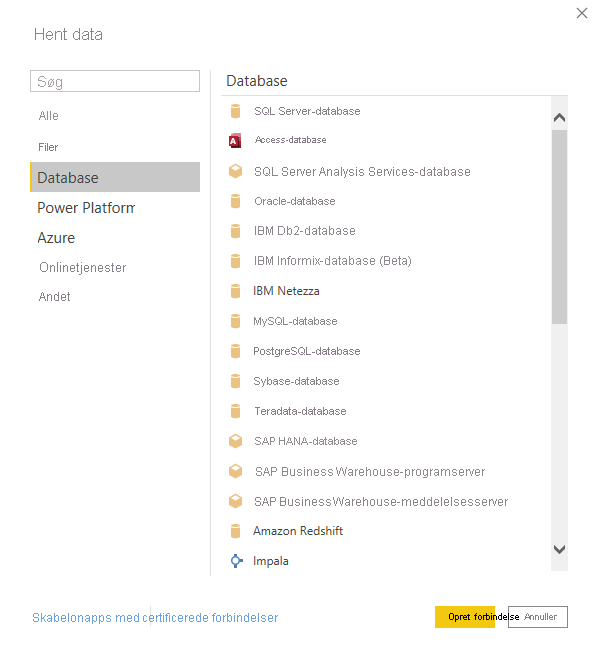 Hent data
Søg
Alle
Filer
Database
Power Platform
Azure
Onlinetjenester
Andet
Database
SQL Server-database
Access-database
SQL Server Analysis Services-database
Oracle-database
IBM Db2-database
IBM Informix-database (Beta)
IBM Netezza
MySQL-database
PostgreSQL-database
Sybase-database
Teradata-database
SAP HANA-database
SAP Business Warehouse-programserver
SAP Business Warehouse-meddelelsesserver
Amazon Redshift
Impala
Skabelonapps med certificerede forbindelser
Opret forbindelse
Annuller